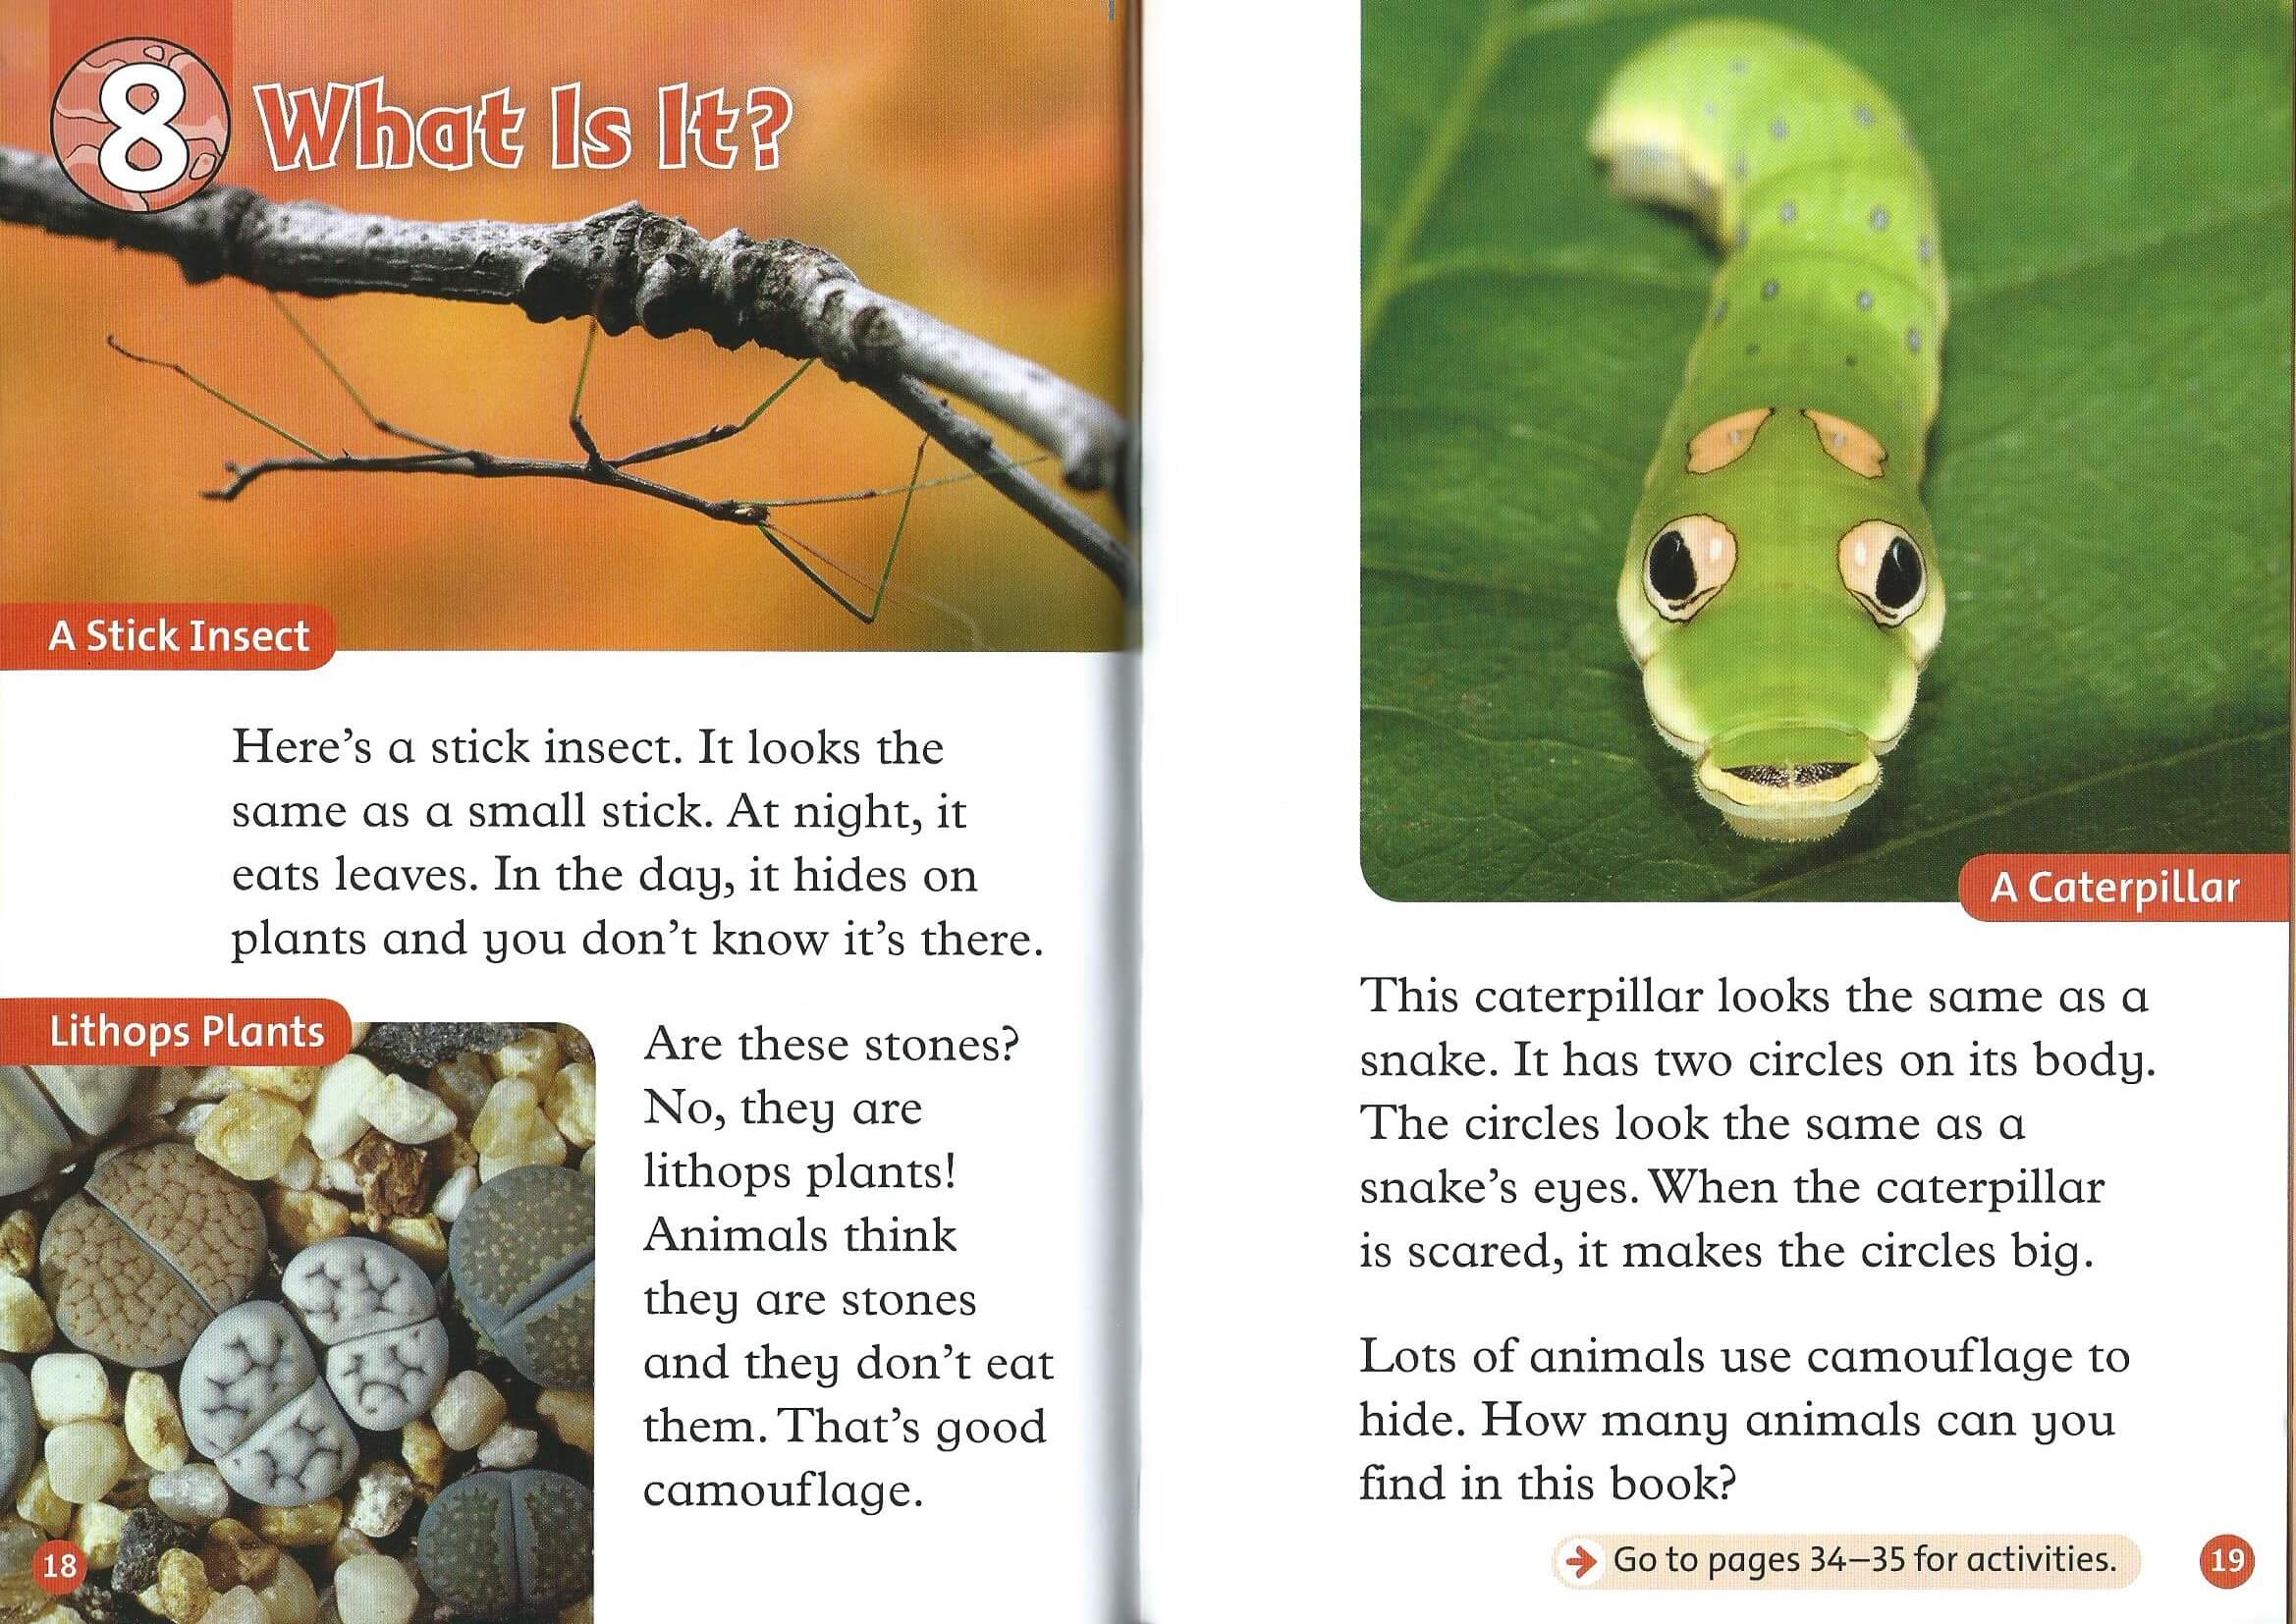 8 What Is It?
A Stick Insect
Here's a stick insect. It looks the
same as a small stick. At night, it
eats leaves. In the day, it hides on
plants and you don't know it's there.
Lithops Plants
Are these stones?
No, they are
lithops plants!
Animals think
they are stones
and they don't eat
them. That's good
camouflage.
18
A Caterpillar
This caterpillar looks the same as a
snake. It has two circles on its body.
The circles look the same as a
snake's eyes. When the caterpillar
is scared, it makes the circles big.
Lots of animals use camouflage to
hide. How many animals can you
find in this book?
Go to pages 34–35 for activities.
19